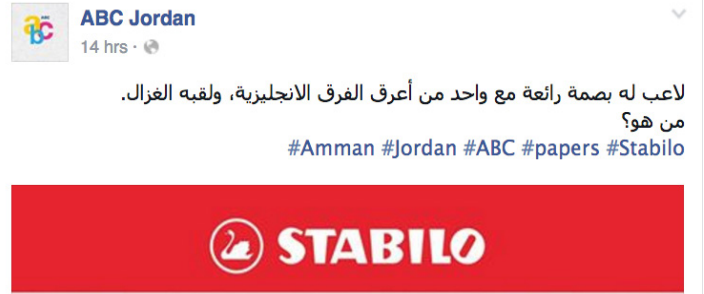 ABC Jordan
14 hrs ·
لاعب له بصمة رائعة مع واحد من أعرق الفرق الانجليزية، ولقبه الغزال.
من هو؟
#Amman #Jordan #ABC #papers #Stabilo
STABILO